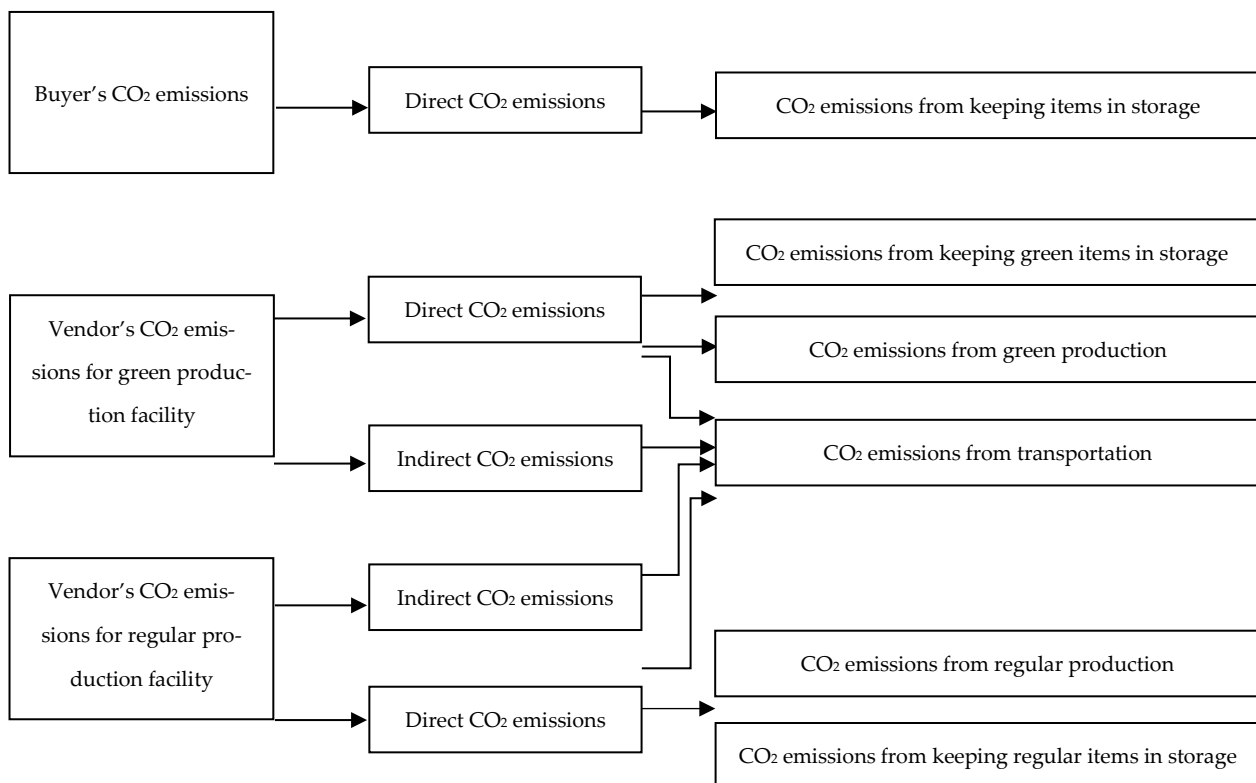 Buyer's CO₂ emissions
Direct CO₂ emissions
CO₂ emissions from keeping items in storage
CO₂ emissions from keeping green items in storage
Vendor's CO₂ emis-
sions for green produc-
tion facility
Direct CO₂ emissions
CO₂ emissions from green production
Indirect CO₂ emissions
CO₂ emissions from transportation
Vendor's CO₂ emis-
sions for regular pro-
duction facility
Indirect CO₂ emissions
CO₂ emissions from regular production
Direct CO₂ emissions
CO₂ emissions from keeping regular items in storage